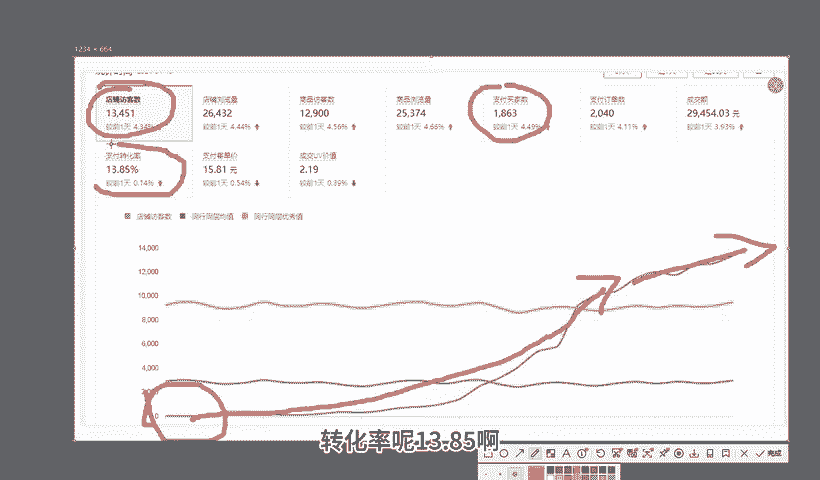 1234 × 664
店铺访客数
店铺浏览量
商品访客数
商品浏览量
支付买家数
支付订单数
成交额
13,451
26,432
12,900
25,374
1,863
2,040
29,454.03 元
较前1天 4.34%
较前1天 4.44%
较前1天 4.56%
较前1天 4.66%
较前1天 4.49%
较前1天 4.11%
较前1天 3.93%
支付转化率
支付客单价
成交UV价值
13.85%
15.81 元
2.19
较前1天 0.14%
较前1天 0.54%
较前1天 0.39%
店铺访客数 同行同层均值 同行同层优秀值
14,000
12,000
10,000
8,000
6,000
4,000
转化率呢13.85啊
完成